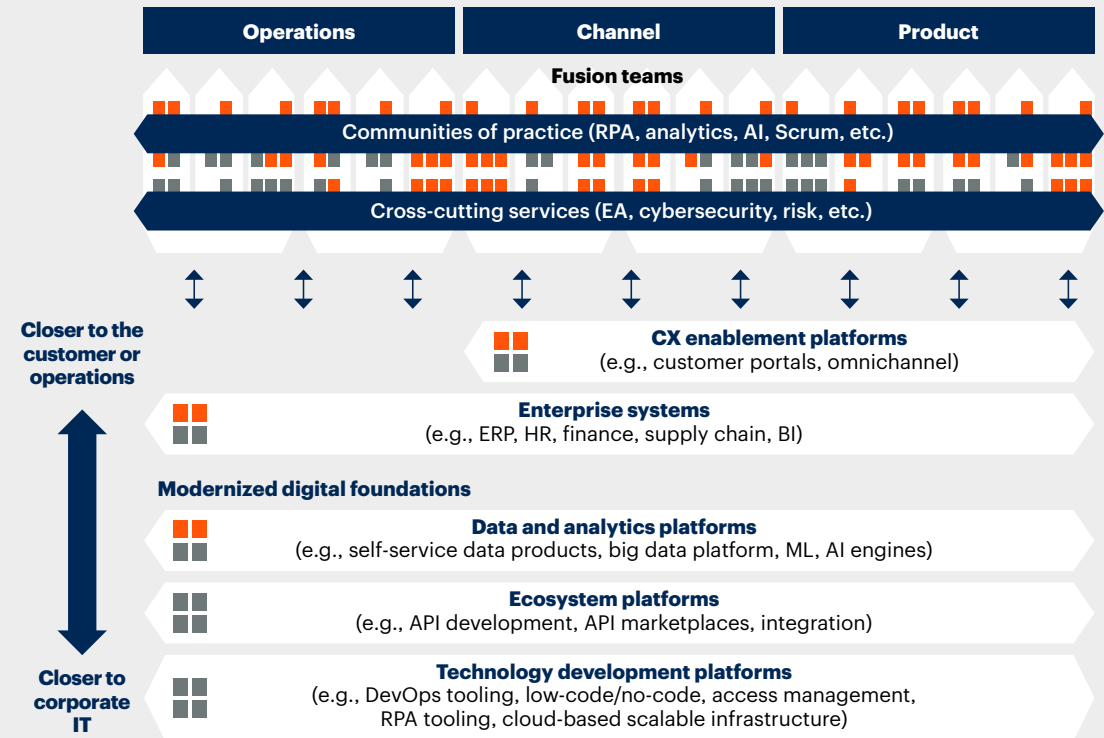 Operations
Channel
Product
Fusion teams
Communities of practice (RPA, analytics, AI, Scrum, etc.)
Cross-cutting services (EA, cybersecurity, risk, etc.)
Closer to the
customer or
operations
CX enablement platforms
(e.g., customer portals, omnichannel)
Enterprise systems
(e.g., ERP, HR, finance, supply chain, BI)
Modernized digital foundations
Data and analytics platforms
(e.g., self-service data products, big data platform, ML, AI engines)
Ecosystem platforms
(e.g., API development, API marketplaces, integration)
Closer to
corporate
IT
Technology development platforms
(e.g., DevOps tooling, low-code/no-code, access management,
RPA tooling, cloud-based scalable infrastructure)